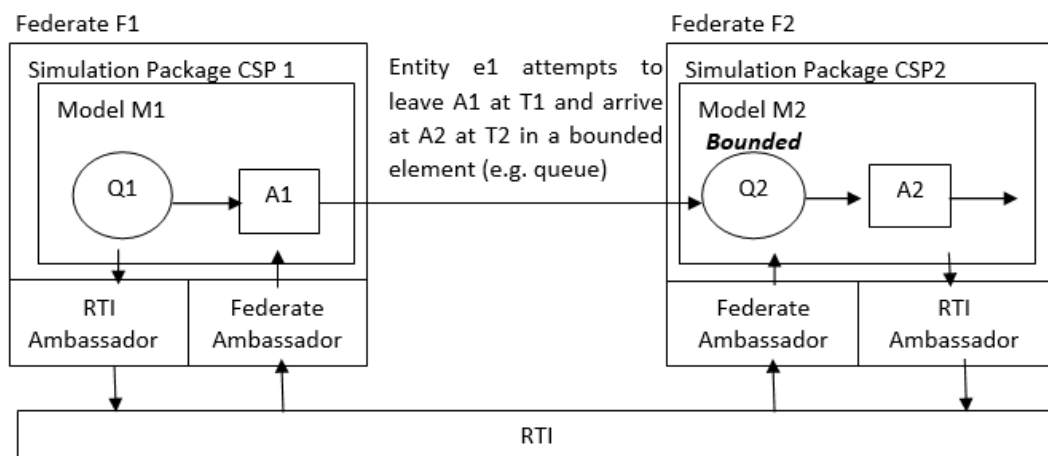 Federate F1
Simulation Package CSP 1
Model M1
Q1
A1
RTI
Ambassador
Federate
Ambassador
Entity e1 attempts to
leave A1 at T1 and arrive
at A2 at T2 in a bounded
element (e.g. queue)
Federate F2
Simulation Package CSP2
Model M2
Bounded
Q2
A2
Federate
Ambassador
RTI
Ambassador
RTI